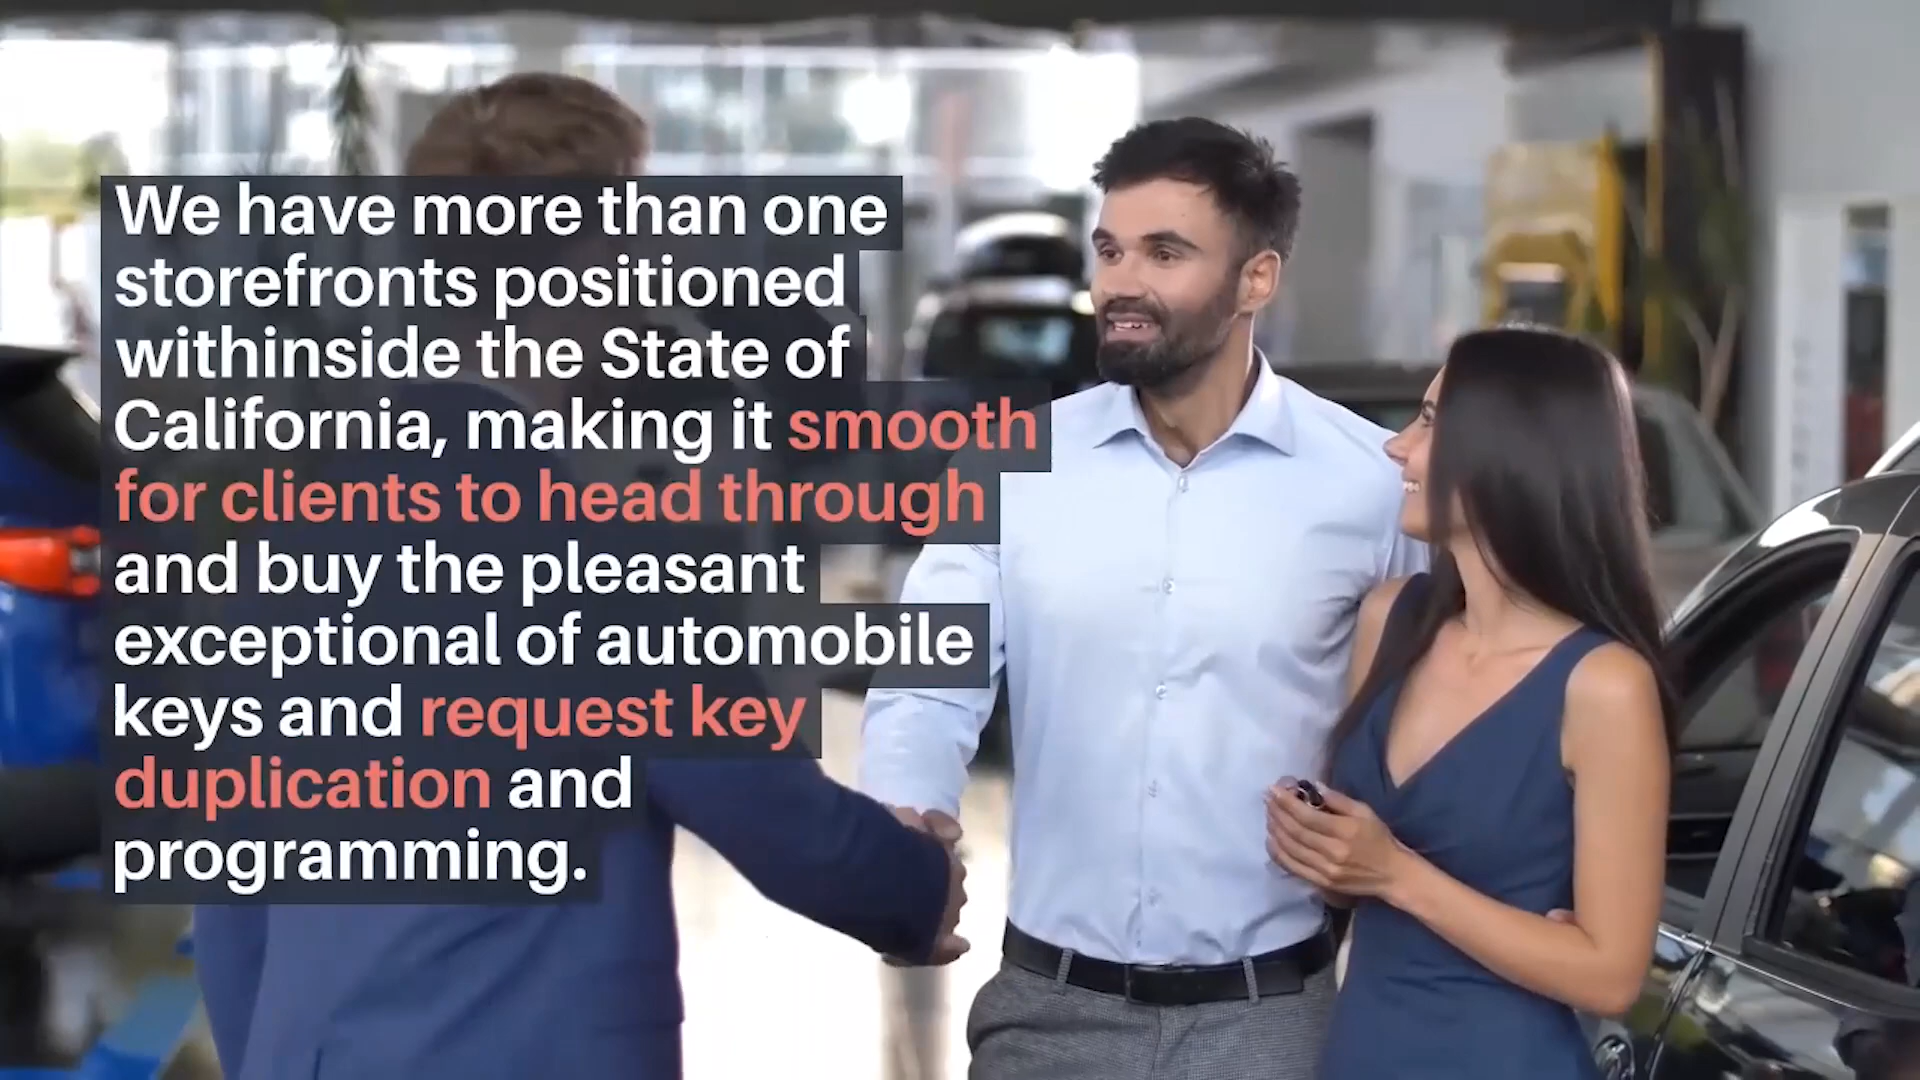 We have more than one
storefronts positioned
withinside the State of
California, making it smooth
for clients to head through
and buy the pleasant
exceptional of automobile
keys and request key
duplication and
programming.